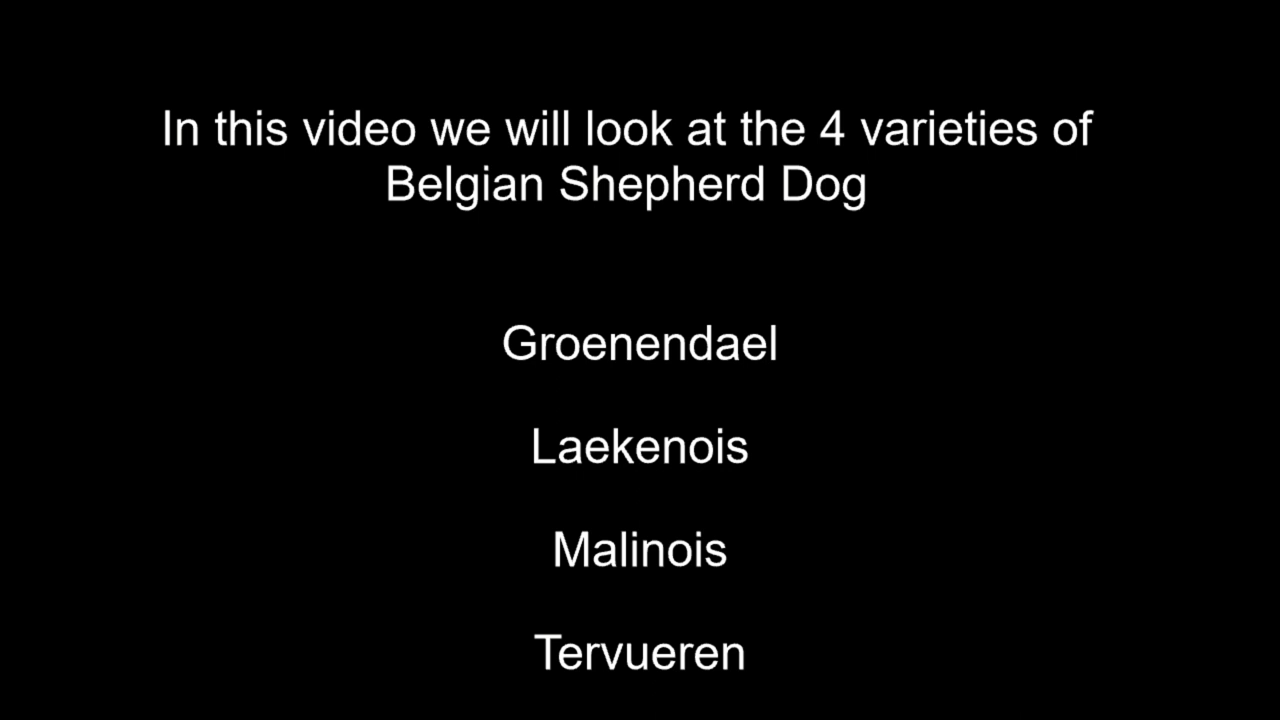 In this video we will look at the 4 varieties of
Belgian Shepherd Dog
Groenendael
Laekenois
Malinois
Tervueren